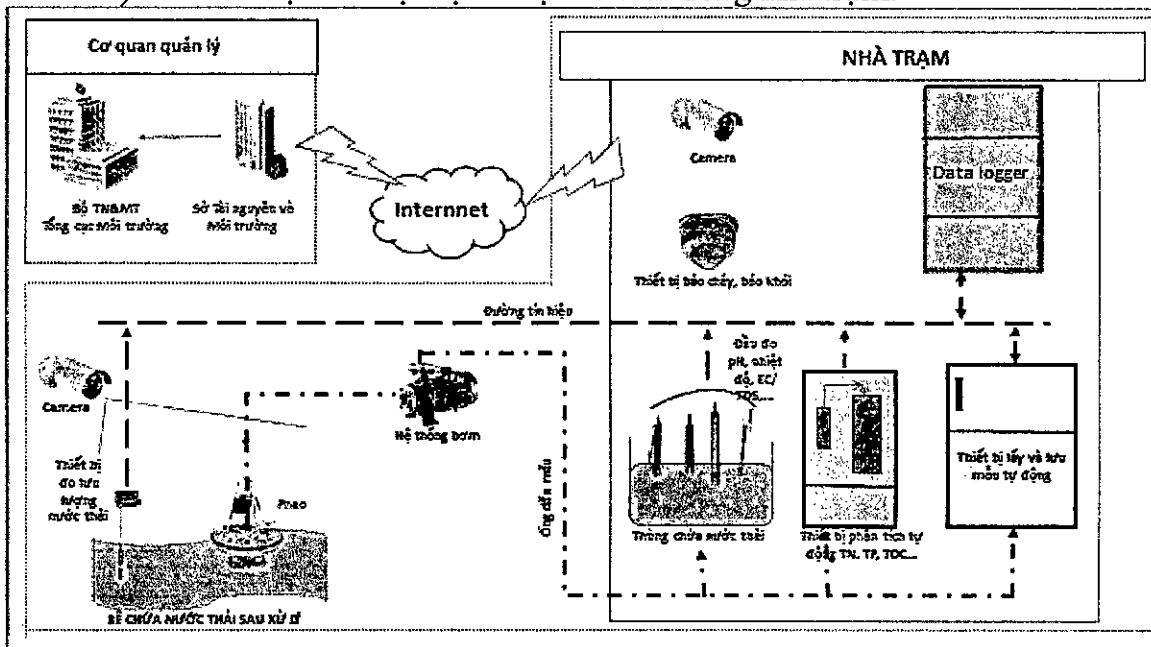 Cơ quan quản lý
NHÀ TRẠM
Bộ TN&MT
Tổng cục Môi trường
Sở Tài nguyên và
Môi trường
Internnet
Camera
Data logger
Thiết bị báo cháy, báo khói
Đường tín hiệu
Camera
Hệ thống bơm
Đầu đo
pH, nhiệt
độ, EC/
TDS,...
Thiết bị lấy và lưu
mẫu tự động
Thiết bị
đo lưu
lượng
nước thải
Phao
Ống dẫn mẫu
Thùng chứa nước thải
Thiết bị phân tích tự
động TN, TP, TOC...
BỂ CHỨA NƯỚC THẢI SAU XỬ LÍ